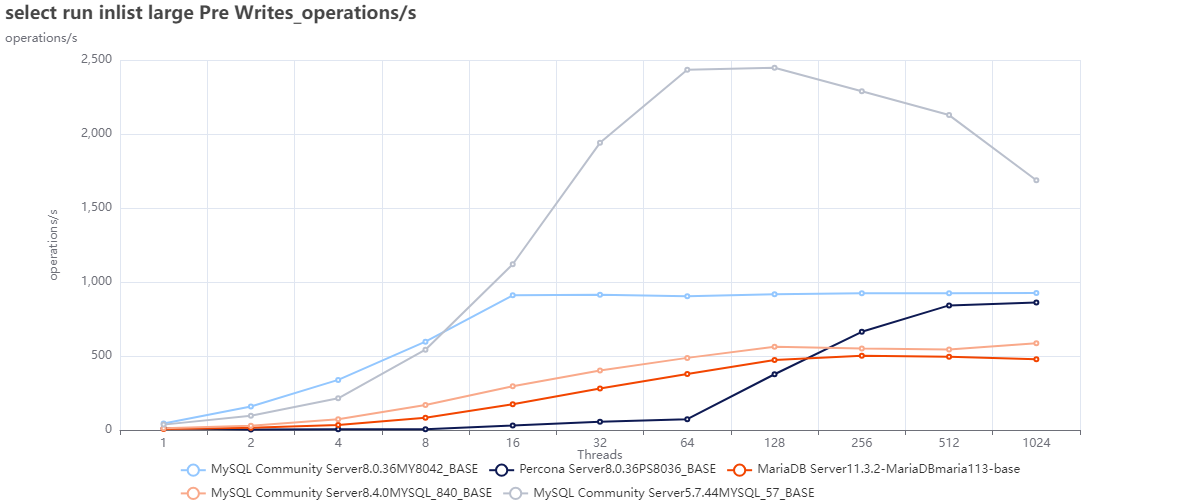 select run inlist large Pre Writes_operations/s
operations/s
2,500
2,000
1,500
1,000
500
0
operations/s
1 2 4 8 16 32 64 128 256 512 1024
Threads
MySQL Community Server8.0.36MY8042_BASE Percona Server8.0.36PS8036_BASE MariaDB Server11.3.2-MariaDBmaria113-base
MySQL Community Server8.4.0MYSQL_840_BASE MySQL Community Server5.7.44MYSQL_57_BASE